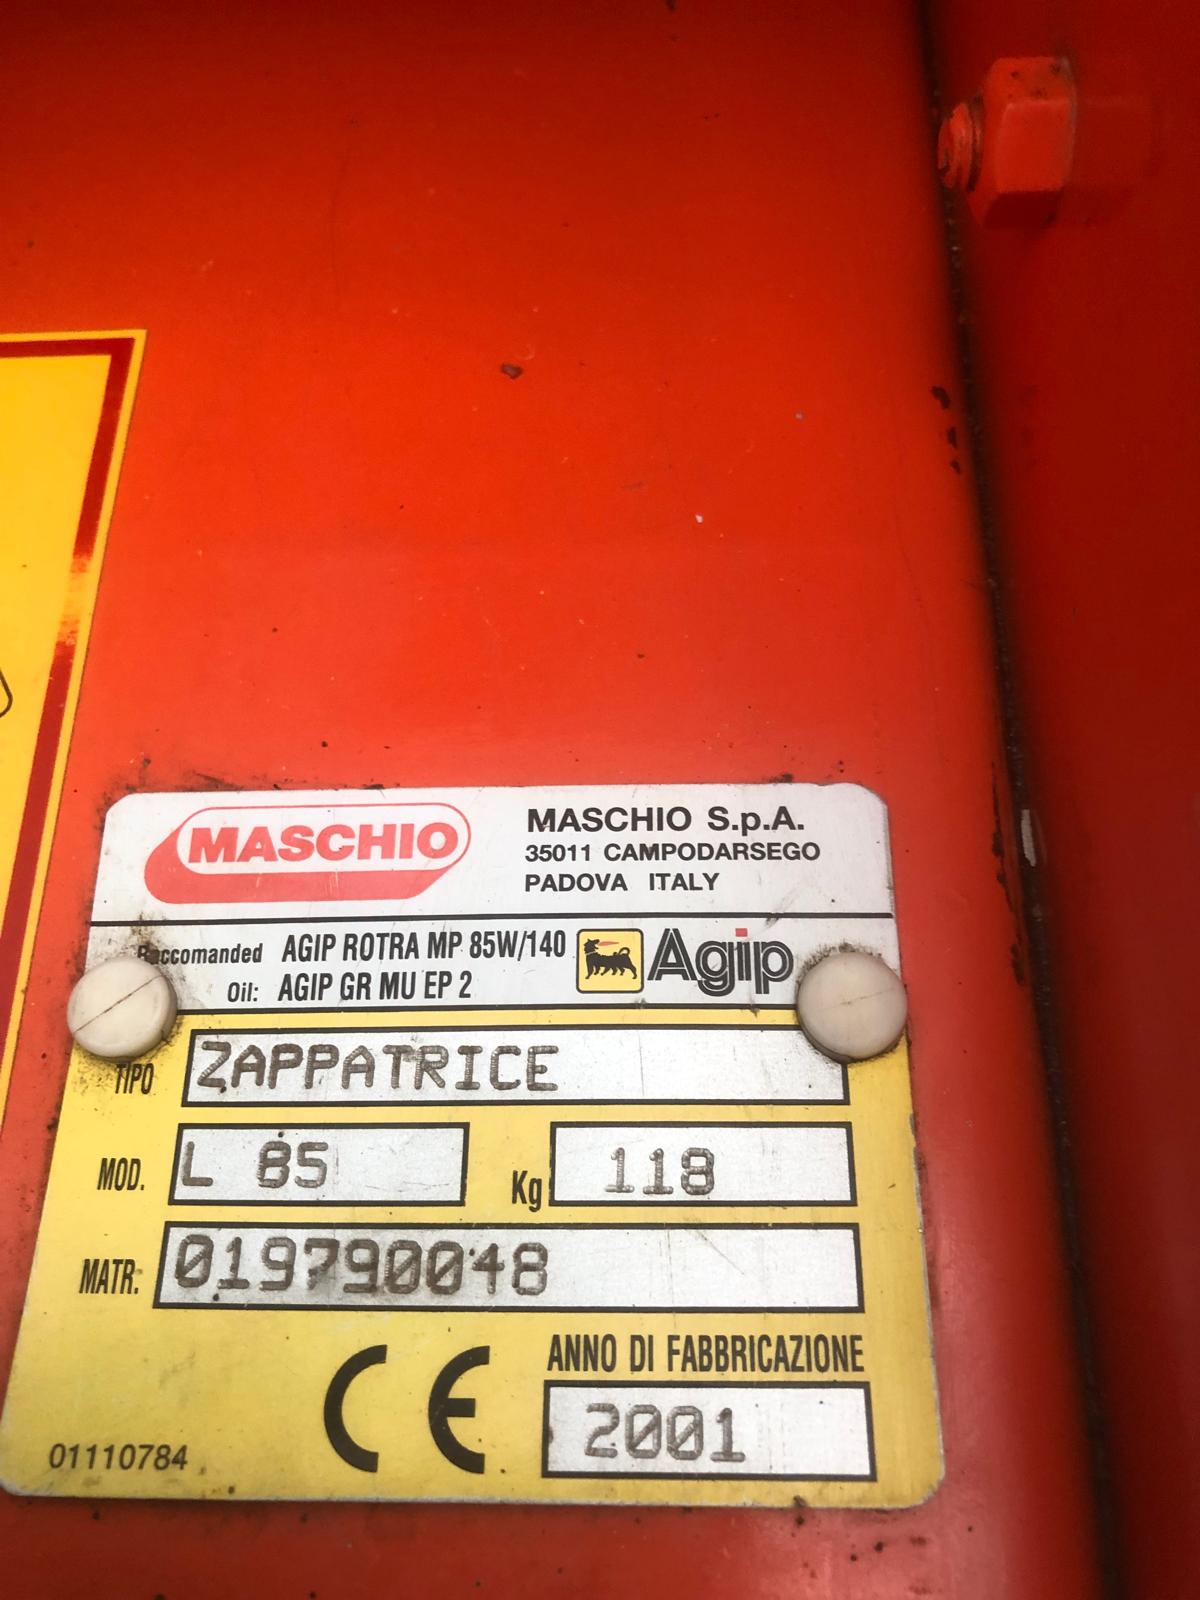 MASCHIO
MASCHIO S.p.A.
35011 CAMPODARSEGO
PADOVA ITALY
Raccomanded AGIP ROTRA MP 85W/140
Oil: AGIP GR MU EP 2
Agip
TIPO ZAPPATRICE
MOD. L 85
Kg 118
MATR. 019790048
CE
ANNO DI FABBRICAZIONE
2001
01110784